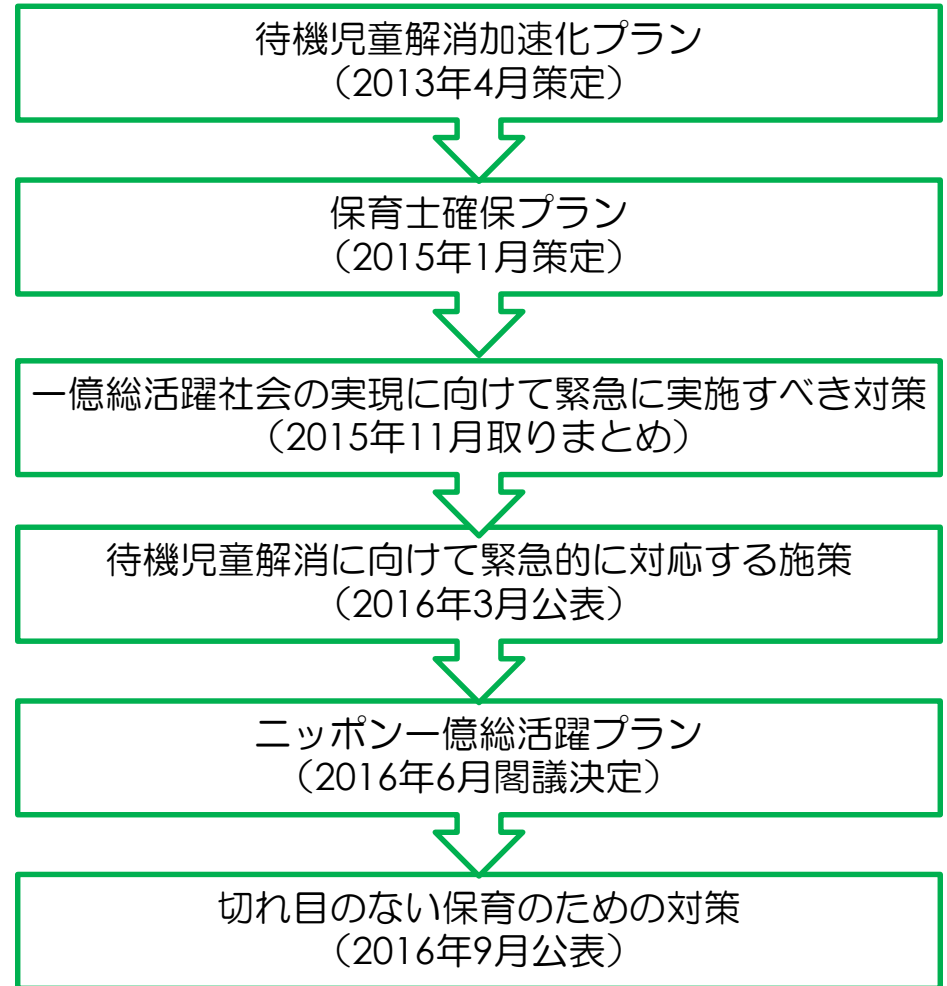 待機児童解消加速化プラン
（2013年4月策定）
保育士確保プラン
（2015年1月策定）
一億総活躍社会の実現に向けて緊急に実施すべき対策
（2015年11月取りまとめ）
待機児童解消に向けて緊急的に対応する施策
（2016年3月公表）
ニッポン一億総活躍プラン
（2016年6月閣議決定）
切れ目のない保育のための対策
（2016年9月公表）